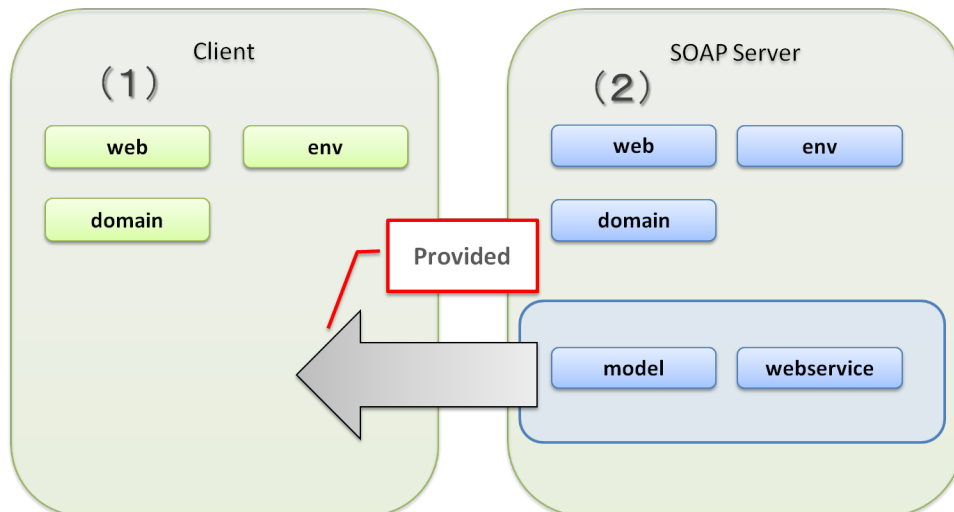 Client
(1)
web
env
domain
Provided
SOAP Server
(2)
web
env
domain
model
webservice